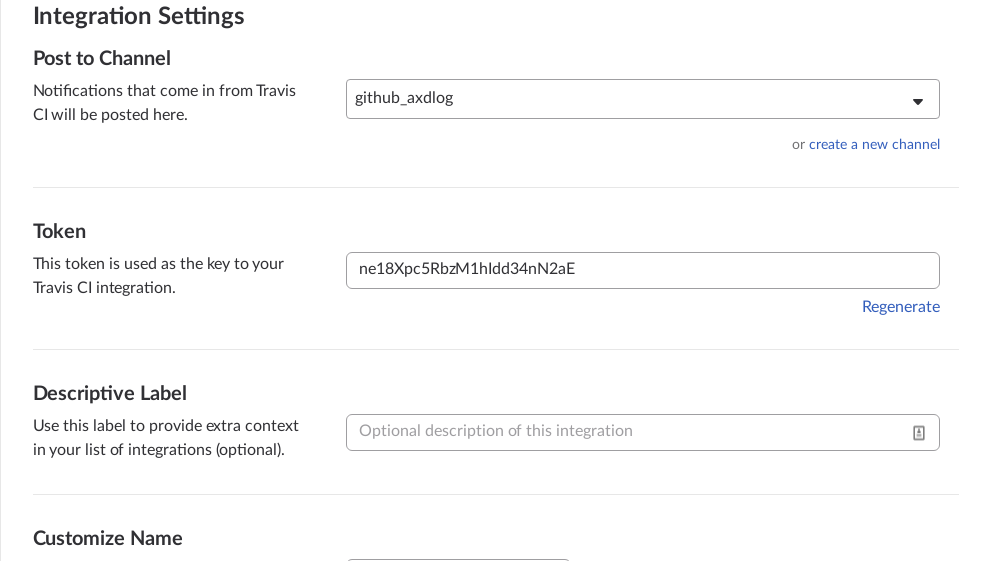 Integration Settings
Post to Channel
Notifications that come in from Travis
CI will be posted here.
github_axdlog
or create a new channel
Token
This token is used as the key to your
Travis CI integration.
ne18Xpc5RbzM1hIdd34nN2aE
Regenerate
Descriptive Label
Use this label to provide extra context
in your list of integrations (optional).
Optional description of this integration
Customize Name